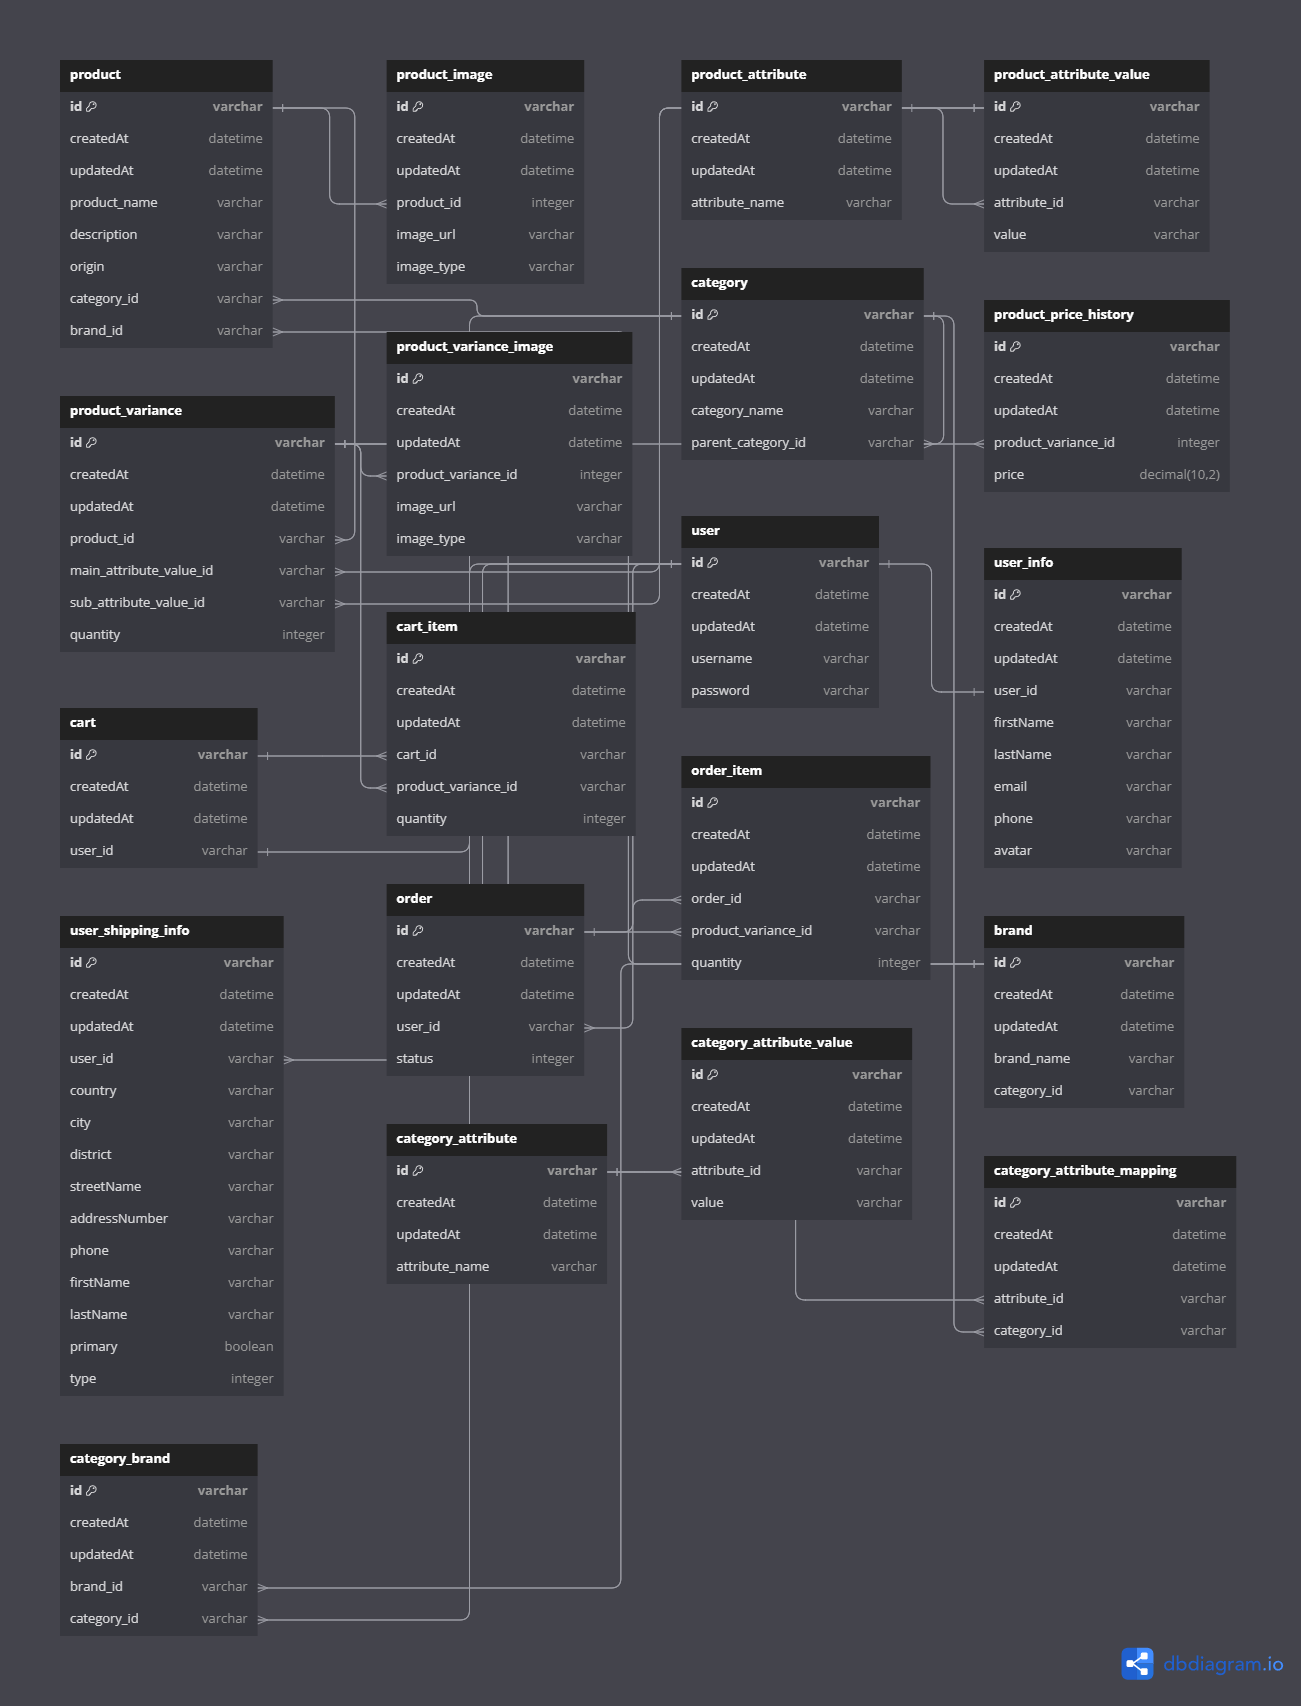 product
id varchar
createdAt datetime
updatedAt datetime
product_name varchar
description varchar
origin varchar
category_id varchar
brand_id varchar
product_image
id varchar
createdAt datetime
updatedAt datetime
product_id integer
image_url varchar
image_type varchar
product_attribute
id varchar
createdAt datetime
updatedAt datetime
attribute_name varchar
product_attribute_value
id varchar
createdAt datetime
updatedAt datetime
attribute_id varchar
value varchar
category
id varchar
createdAt datetime
updatedAt datetime
category_name varchar
parent_category_id varchar
product_price_history
id varchar
createdAt datetime
updatedAt datetime
product_variance_id integer
price decimal(10,2)
product_variance_image
id varchar
createdAt datetime
updatedAt datetime
product_variance_id integer
image_url varchar
image_type varchar
product_variance
id varchar
createdAt datetime
updatedAt datetime
product_id varchar
main_attribute_value_id varchar
sub_attribute_value_id varchar
quantity integer
user
id varchar
createdAt datetime
updatedAt datetime
username varchar
password varchar
user_info
id varchar
createdAt datetime
updatedAt datetime
user_id varchar
firstName varchar
lastName varchar
email varchar
phone varchar
avatar varchar
cart_item
id varchar
createdAt datetime
updatedAt datetime
cart_id varchar
product_variance_id varchar
quantity integer
cart
id varchar
createdAt datetime
updatedAt datetime
user_id varchar
order_item
id varchar
createdAt datetime
updatedAt datetime
order_id varchar
product_variance_id varchar
quantity integer
order
id varchar
createdAt datetime
updatedAt datetime
user_id varchar
status integer
user_shipping_info
id varchar
createdAt datetime
updatedAt datetime
user_id varchar
country varchar
city varchar
district varchar
streetName varchar
addressNumber varchar
phone varchar
firstName varchar
lastName varchar
primary boolean
type integer
brand
id varchar
createdAt datetime
updatedAt datetime
brand_name varchar
category_id varchar
category_attribute_value
id varchar
createdAt datetime
updatedAt datetime
attribute_id varchar
value varchar
category_attribute
id varchar
createdAt datetime
updatedAt datetime
attribute_name varchar
category_attribute_mapping
id varchar
createdAt datetime
updatedAt datetime
attribute_id varchar
category_id varchar
category_brand
id varchar
createdAt datetime
updatedAt datetime
brand_id varchar
category_id varchar
dbdiagram.io